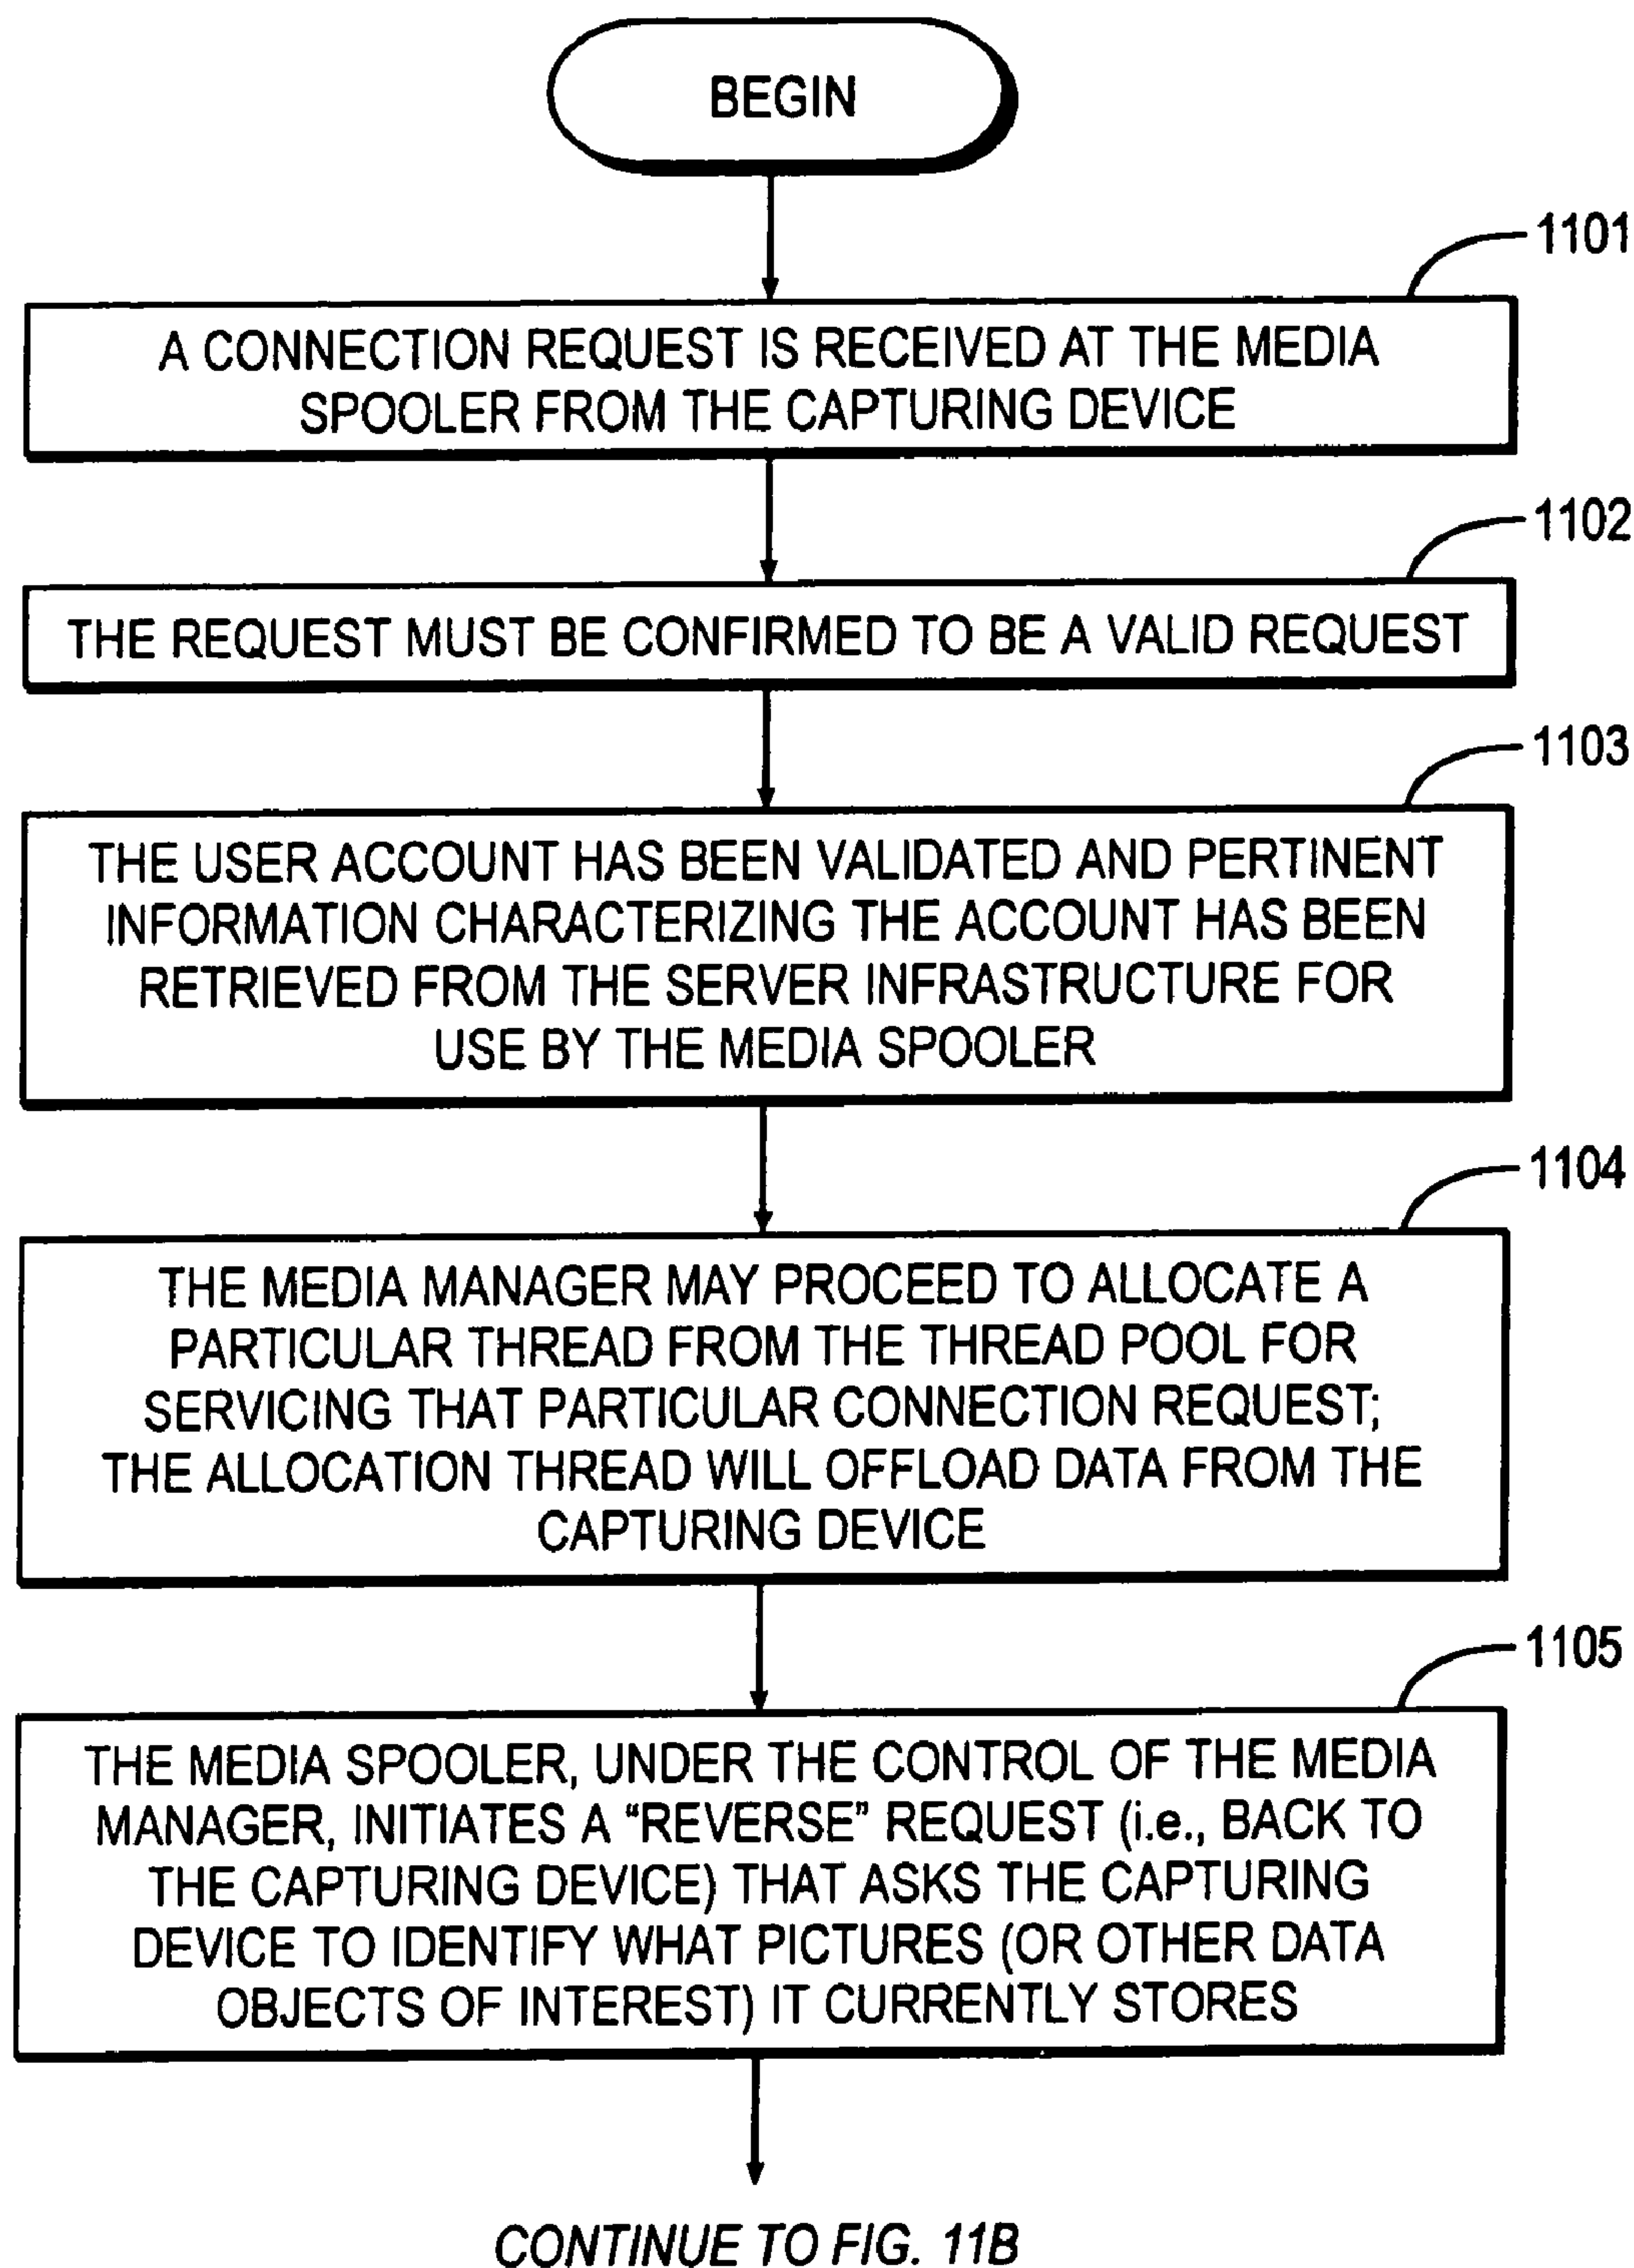 BEGIN
1101
A CONNECTION REQUEST IS RECEIVED AT THE MEDIA
SPOOLER FROM THE CAPTURING DEVICE
1102
THE REQUEST MUST BE CONFIRMED TO BE A VALID REQUEST
1103
THE USER ACCOUNT HAS BEEN VALIDATED AND PERTINENT
INFORMATION CHARACTERIZING THE ACCOUNT HAS BEEN
RETRIEVED FROM THE SERVER INFRASTRUCTURE FOR
USE BY THE MEDIA SPOOLER
1104
THE MEDIA MANAGER MAY PROCEED TO ALLOCATE A
PARTICULAR THREAD FROM THE THREAD POOL FOR
SERVICING THAT PARTICULAR CONNECTION REQUEST;
THE ALLOCATION THREAD WILL OFFLOAD DATA FROM THE
CAPTURING DEVICE
1105
THE MEDIA SPOOLER, UNDER THE CONTROL OF THE MEDIA
MANAGER, INITIATES A “REVERSE” REQUEST (i.e., BACK TO
THE CAPTURING DEVICE) THAT ASKS THE CAPTURING
DEVICE TO IDENTIFY WHAT PICTURES (OR OTHER DATA
OBJECTS OF INTEREST) IT CURRENTLY STORES
CONTINUE TO FIG. 11B